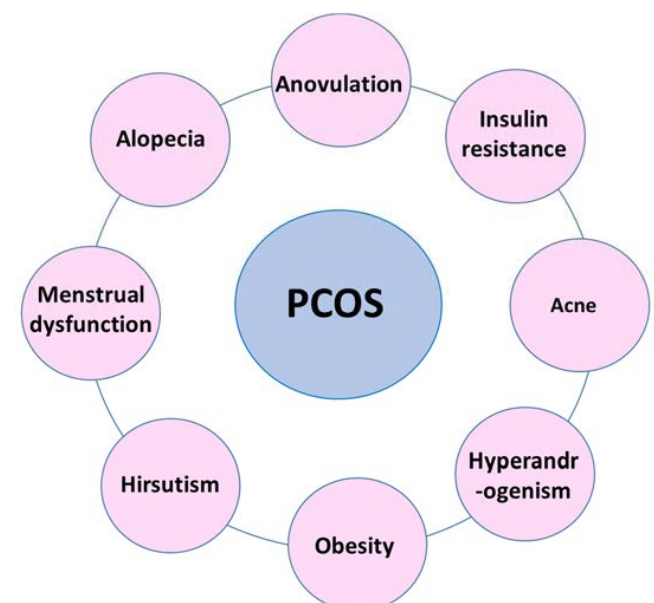 Anovulation
Insulin
resistance
Acne
Hyperandr
-ogenism
Obesity
Hirsutism
Menstrual
dysfunction
Alopecia
PCOS